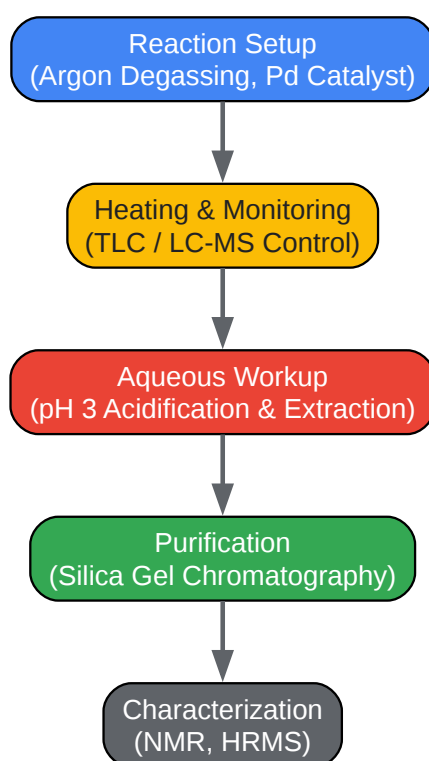 Reaction Setup
(Argon Degassing, Pd Catalyst)
Heating & Monitoring
(TLC / LC-MS Control)
Aqueous Workup
(pH 3 Acidification & Extraction)
Purification
(Silica Gel Chromatography)
Characterization
(NMR, HRMS)